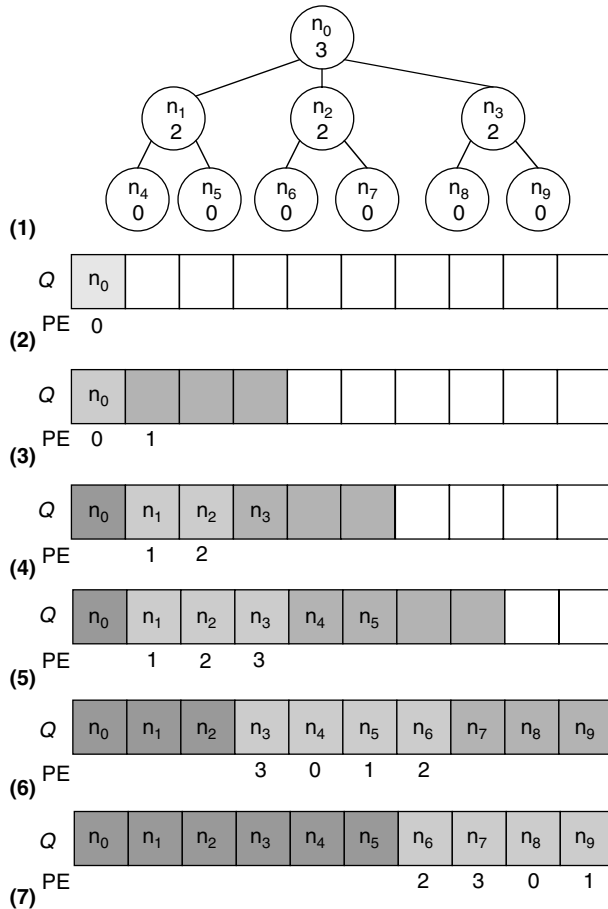 n0
3
n1
2
n2
2
n3
2
n4
0
n5
0
n6
0
n7
0
n8
0
n9
0
(1)
Q n0
PE 0
(2)
Q n0
PE 0 1
(3)
Q n0 n1 n2 n3
PE 1 2
(4)
Q n0 n1 n2 n3 n4 n5
PE 1 2 3
(5)
Q n0 n1 n2 n3 n4 n5 n6 n7 n8 n9
PE 3 0 1 2
(6)
Q n0 n1 n2 n3 n4 n5 n6 n7 n8 n9
PE 2 3 0 1
(7)